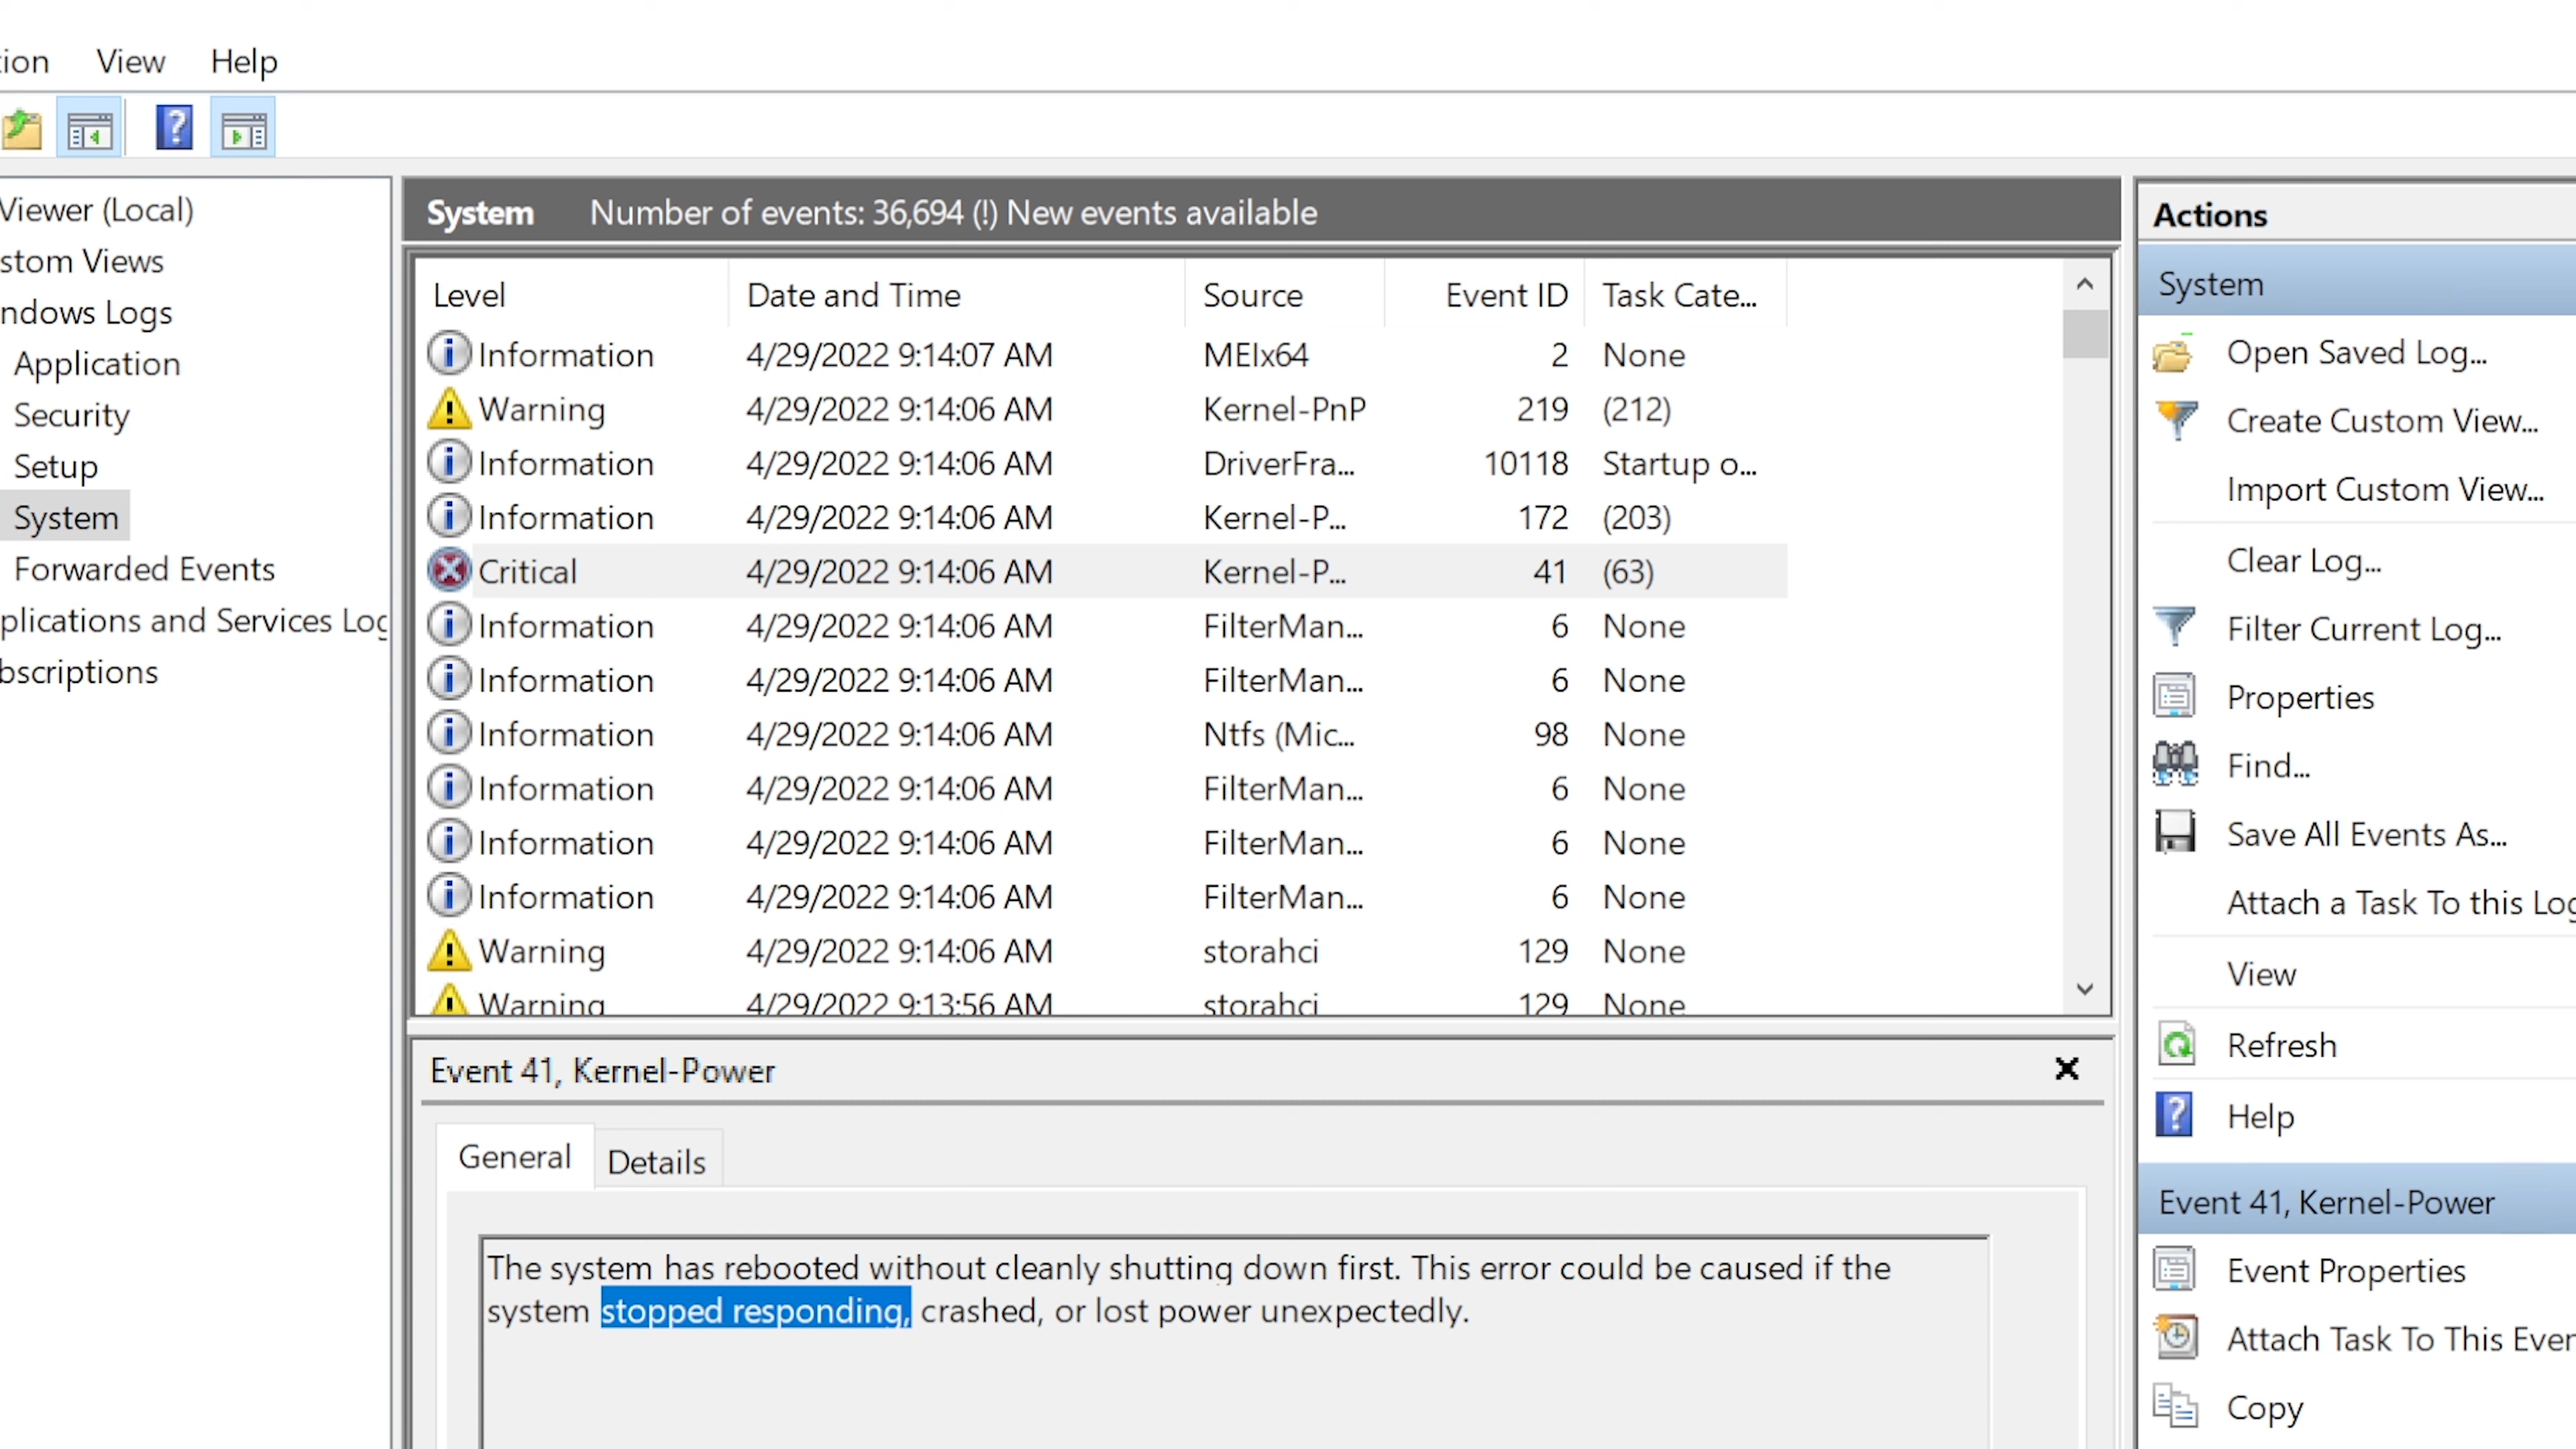 ion View Help
Viewer (Local)
stom Views
ndows Logs
Application
Security
Setup
System
Forwarded Events
plications and Services Log
bscriptions
System Number of events: 36,694 (!) New events available
Level Date and Time Source Event ID Task Cate...
Information 4/29/2022 9:14:07 AM MEIx64 2 None
Warning 4/29/2022 9:14:06 AM Kernel-PnP 219 (212)
Information 4/29/2022 9:14:06 AM DriverFra... 10118 Startup o...
Information 4/29/2022 9:14:06 AM Kernel-P... 172 (203)
Critical 4/29/2022 9:14:06 AM Kernel-P... 41 (63)
Information 4/29/2022 9:14:06 AM FilterMan... 6 None
Information 4/29/2022 9:14:06 AM FilterMan... 6 None
Information 4/29/2022 9:14:06 AM Ntfs (Mic... 98 None
Information 4/29/2022 9:14:06 AM FilterMan... 6 None
Information 4/29/2022 9:14:06 AM FilterMan... 6 None
Information 4/29/2022 9:14:06 AM FilterMan... 6 None
Warning 4/29/2022 9:14:06 AM storahci 129 None
Warning 4/29/2022 9:13:56 AM storahci 129 None
Event 41, Kernel-Power
General Details
The system has rebooted without cleanly shutting down first. This error could be caused if the
system stopped responding, crashed, or lost power unexpectedly.
Actions
System
Open Saved Log...
Create Custom View...
Import Custom View...
Clear Log...
Filter Current Log...
Properties
Find...
Save All Events As...
Attach a Task To this Log
View
Refresh
Help
Event 41, Kernel-Power
Event Properties
Attach Task To This Even
Copy